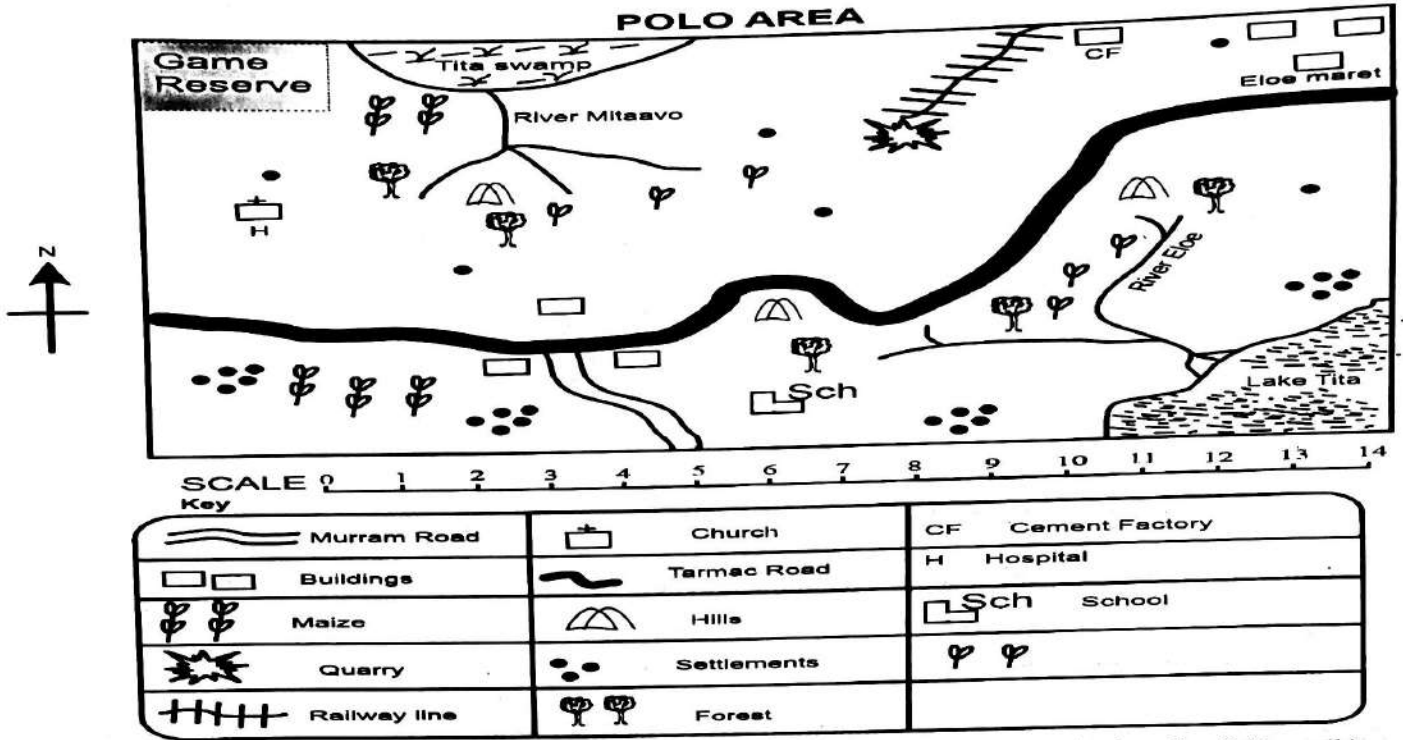 POLO AREA
Game
Reserve
Tita swamp
River Mitaavo
CF
Eloe maret
H
N
River Eloe
Sch
Lake Tita
SCALE 0 1 2 3 4 5 6 7 8 9 10 11 12 13 14
Key
Murram Road
Church
CF Cement Factory
Buildings
Tarmac Road
H Hospital
Maize
Hills
Sch School
Quarry
Settlements
Railway line
Forest